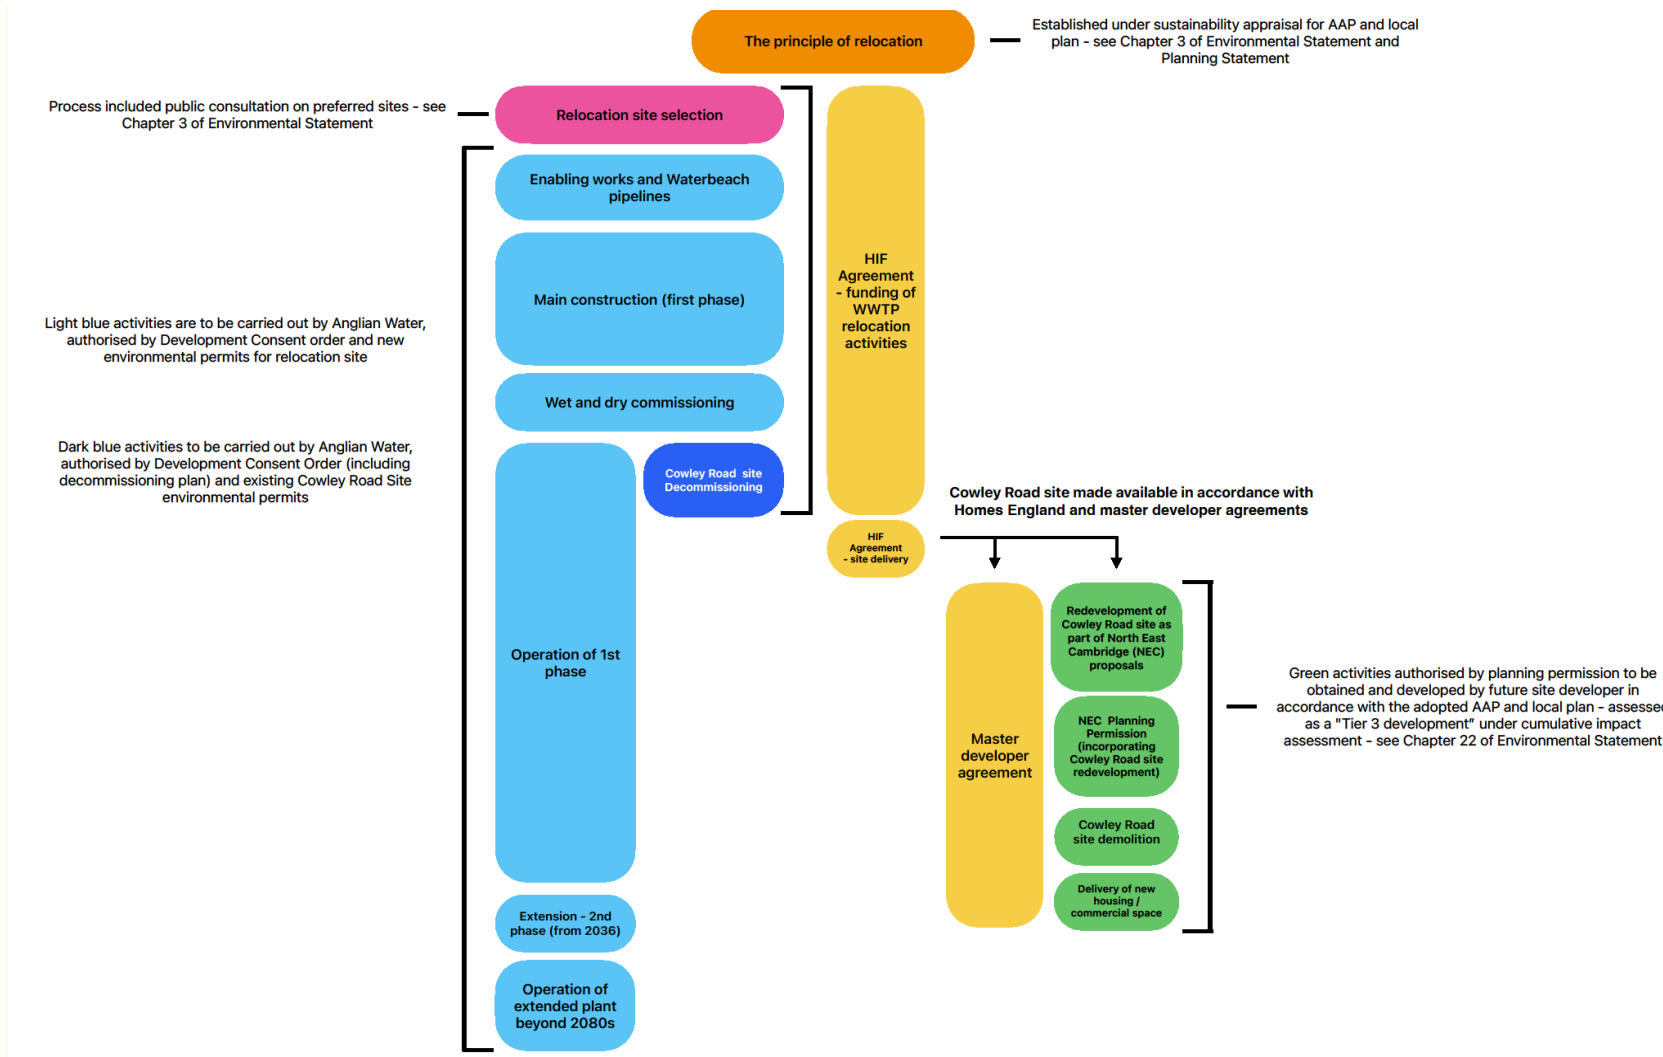 The principle of relocation
Established under sustainability appraisal for AAP and local
plan - see Chapter 3 of Environmental Statement and
Planning Statement
Process included public consultation on preferred sites - see
Chapter 3 of Environmental Statement
Relocation site selection
Enabling works and Waterbeach
pipelines
Main construction (first phase)
HIF
Agreement
- funding of
WWTP
relocation
activities
Light blue activities are to be carried out by Anglian Water,
authorised by Development Consent order and new
environmental permits for relocation site
Wet and dry commissioning
Dark blue activities to be carried out by Anglian Water,
authorised by Development Consent Order (including
decommissioning plan) and existing Cowley Road Site
environmental permits
Cowley Road site
Decommissioning
Cowley Road site made available in accordance with
Homes England and master developer agreements
HIF
Agreement
- site delivery
Operation of 1st
phase
Master
developer
agreement
Redevelopment of
Cowley Road site as
part of North East
Cambridge (NEC)
proposals
NEC Planning
Permission
(incorporating
Cowley Road site
redevelopment)
Cowley Road
site demolition
Delivery of new
housing /
commercial space
Green activities authorised by planning permission to be
obtained and developed by future site developer in
accordance with the adopted AAP and local plan - assessed
as a "Tier 3 development" under cumulative impact
assessment - see Chapter 22 of Environmental Statement
Extension - 2nd
phase (from 2036)
Operation of
extended plant
beyond 2080s